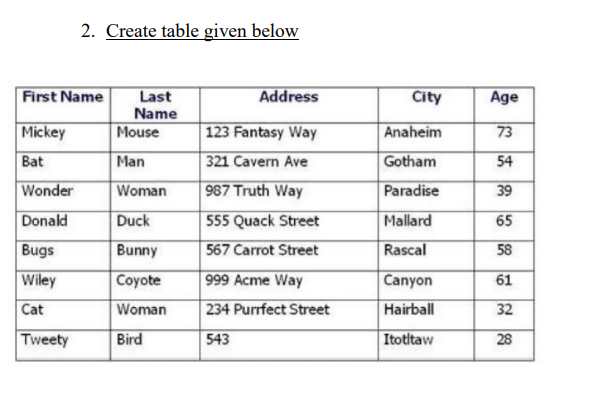 2. Create table given below
First Name Last Name Address City Age
Mickey Mouse 123 Fantasy Way Anaheim 73
Bat Man 321 Cavern Ave Gotham 54
Wonder Woman 987 Truth Way Paradise 39
Donald Duck 555 Quack Street Mallard 65
Bugs Bunny 567 Carrot Street Rascal 58
Wiley Coyote 999 Acme Way Canyon 61
Cat Woman 234 Purrfect Street Hairball 32
Tweety Bird 543 Itotltaw 28